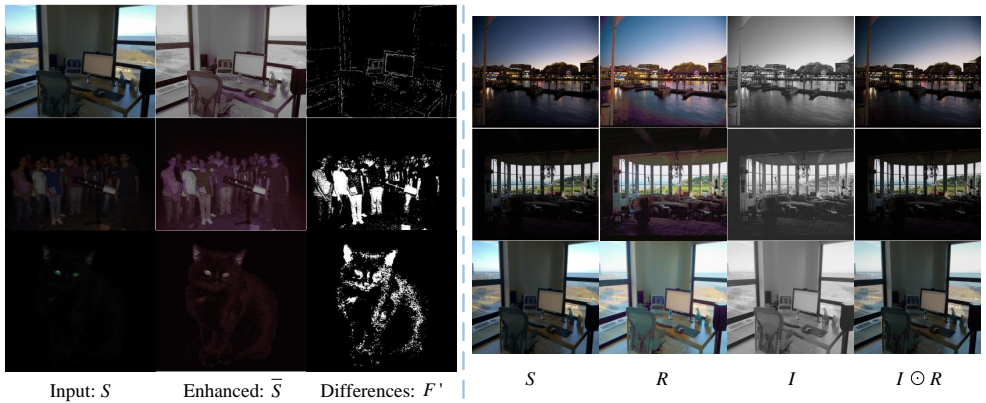 Input: S Enhanced: S̅ Differences: F '
S R I I ⊙ R